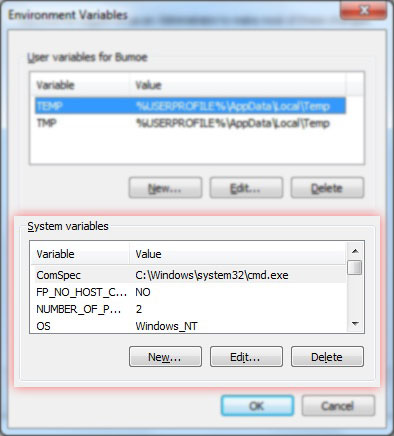 Environment Variables
User variables for Bumoe
Variable Value
TEMP %USERPROFILE%\AppData\Local\Temp
TMP %USERPROFILE%\AppData\Local\Temp
New... Edit... Delete
System variables
Variable Value
ComSpec C:\Windows\system32\cmd.exe
FP_NO_HOST_C... NO
NUMBER_OF_P... 2
OS Windows_NT
New... Edit... Delete
OK Cancel